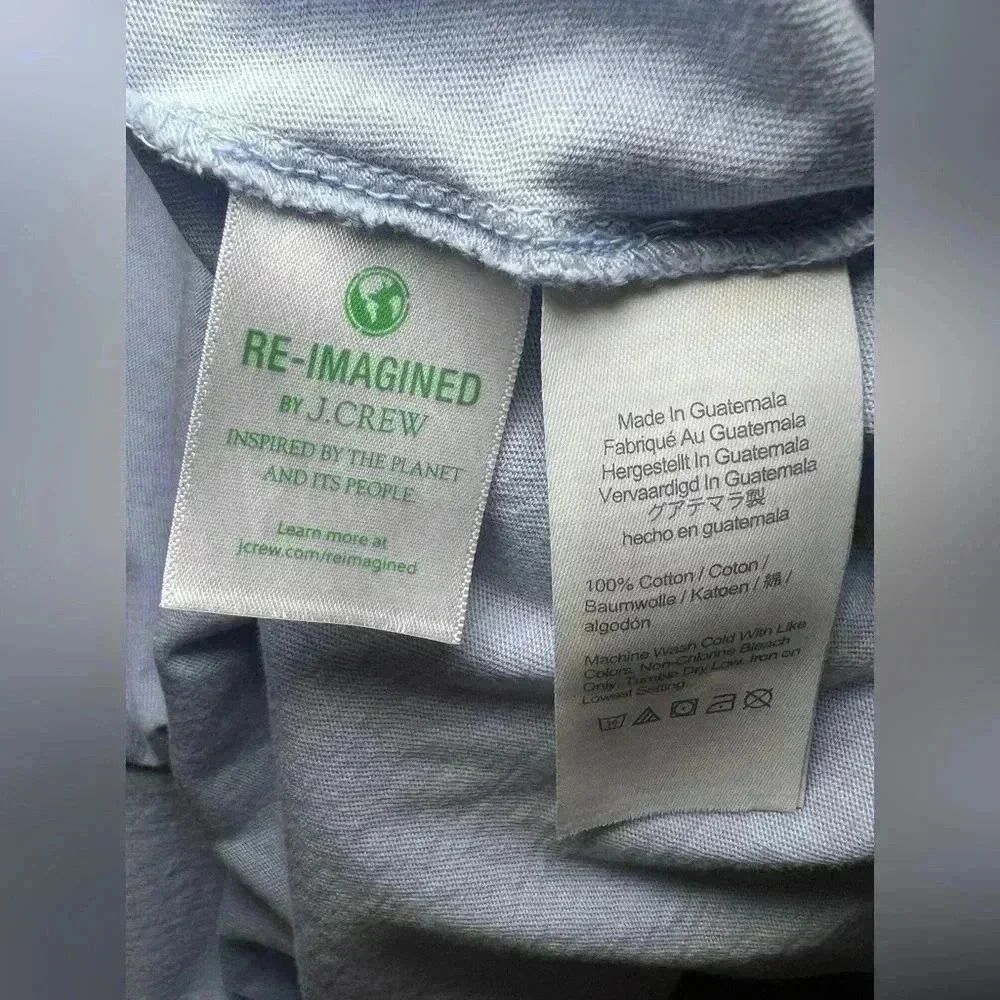 RE-IMAGINED
BY J.CREW
INSPIRED BY THE PLANET
AND ITS PEOPLE
Learn more at
jcrew.com/reimagined
Made In Guatemala
Fabriqué Au Guatemala
Hergestellt In Guatemala
Vervaardigd In Guatemala
グアテマラ製
hecho en guatemala
100% Cotton / Coton /
Baumwolle / Katoen / 綿 /
algodón
Machine Wash Cold With Like
Colors. Non-Chlorine Bleach
Only. Tumble Dry Low. Iron on
Lowest Setting.